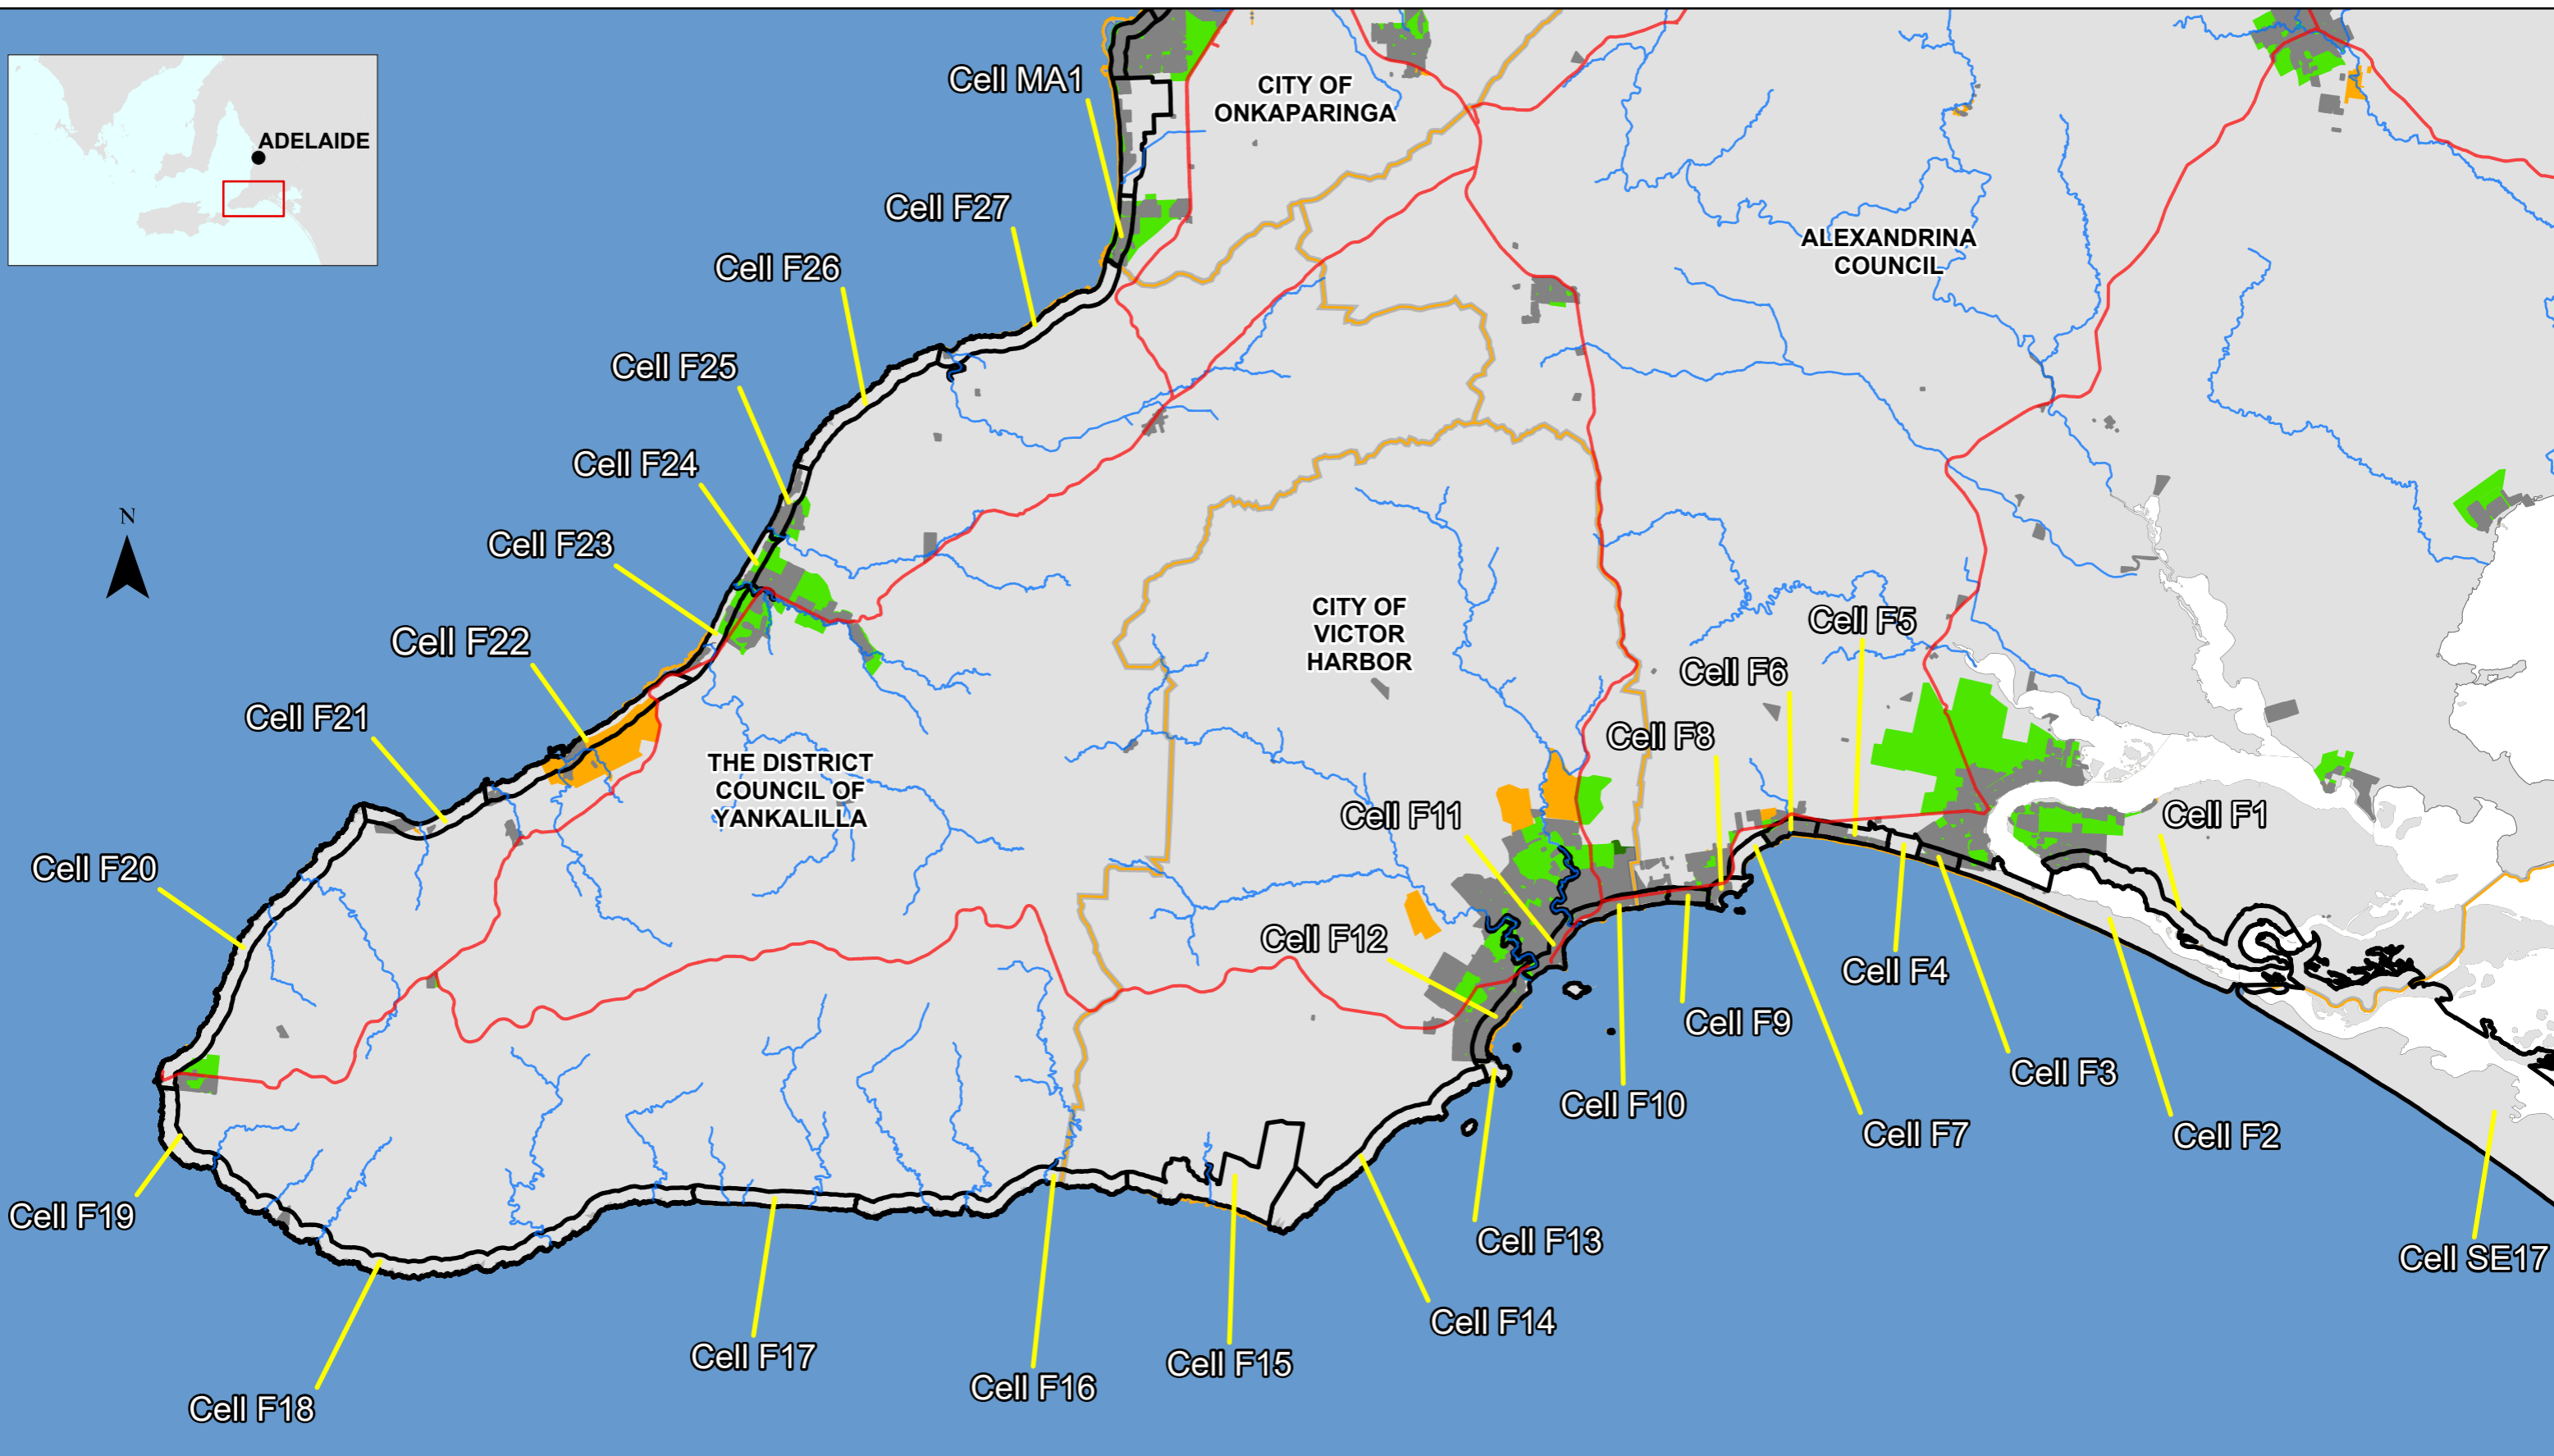 Cell MA1
CITY OF
ONKAPARINGA
ADELAIDE
Cell F27
ALEXANDRINA
COUNCIL
Cell F26
Cell F25
Cell F24
N
Cell F23
CITY OF
VICTOR
HARBOR
Cell F5
Cell F22
Cell F6
Cell F21
Cell F8
THE DISTRICT
COUNCIL OF
YANKALILLA
Cell F11
Cell F1
Cell F20
Cell F12
Cell F4
Cell F9
Cell F3
Cell F10
Cell F7
Cell F2
Cell F19
Cell F13
Cell SE17
Cell F14
Cell F17
Cell F15
Cell F16
Cell F18